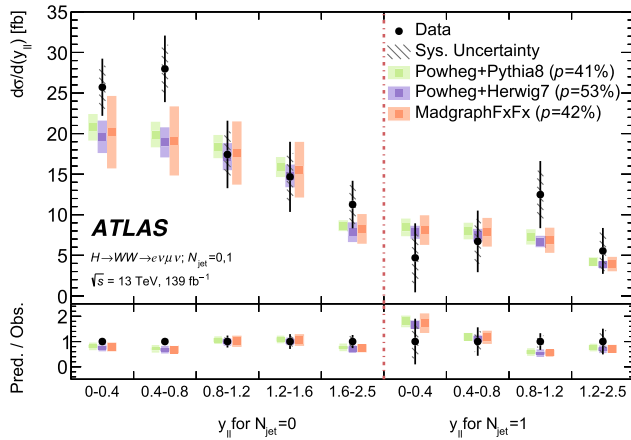 dσ/d(y_ll) [fb]
35
30
25
20
15
10
5
0
Data
Sys. Uncertainty
Powheg+Pythia8 (p=41%)
Powheg+Herwig7 (p=53%)
MadgraphFxFx (p=42%)
ATLAS
H→WW→eνμν; N_jet=0,1
√s = 13 TeV, 139 fb⁻¹
Pred. / Obs.
2
1
0
0−0.4 0.4−0.8 0.8−1.2 1.2−1.6 1.6−2.5 0−0.4 0.4−0.8 0.8−1.2 1.2−2.5
y_ll for N_jet=0 y_ll for N_jet=1